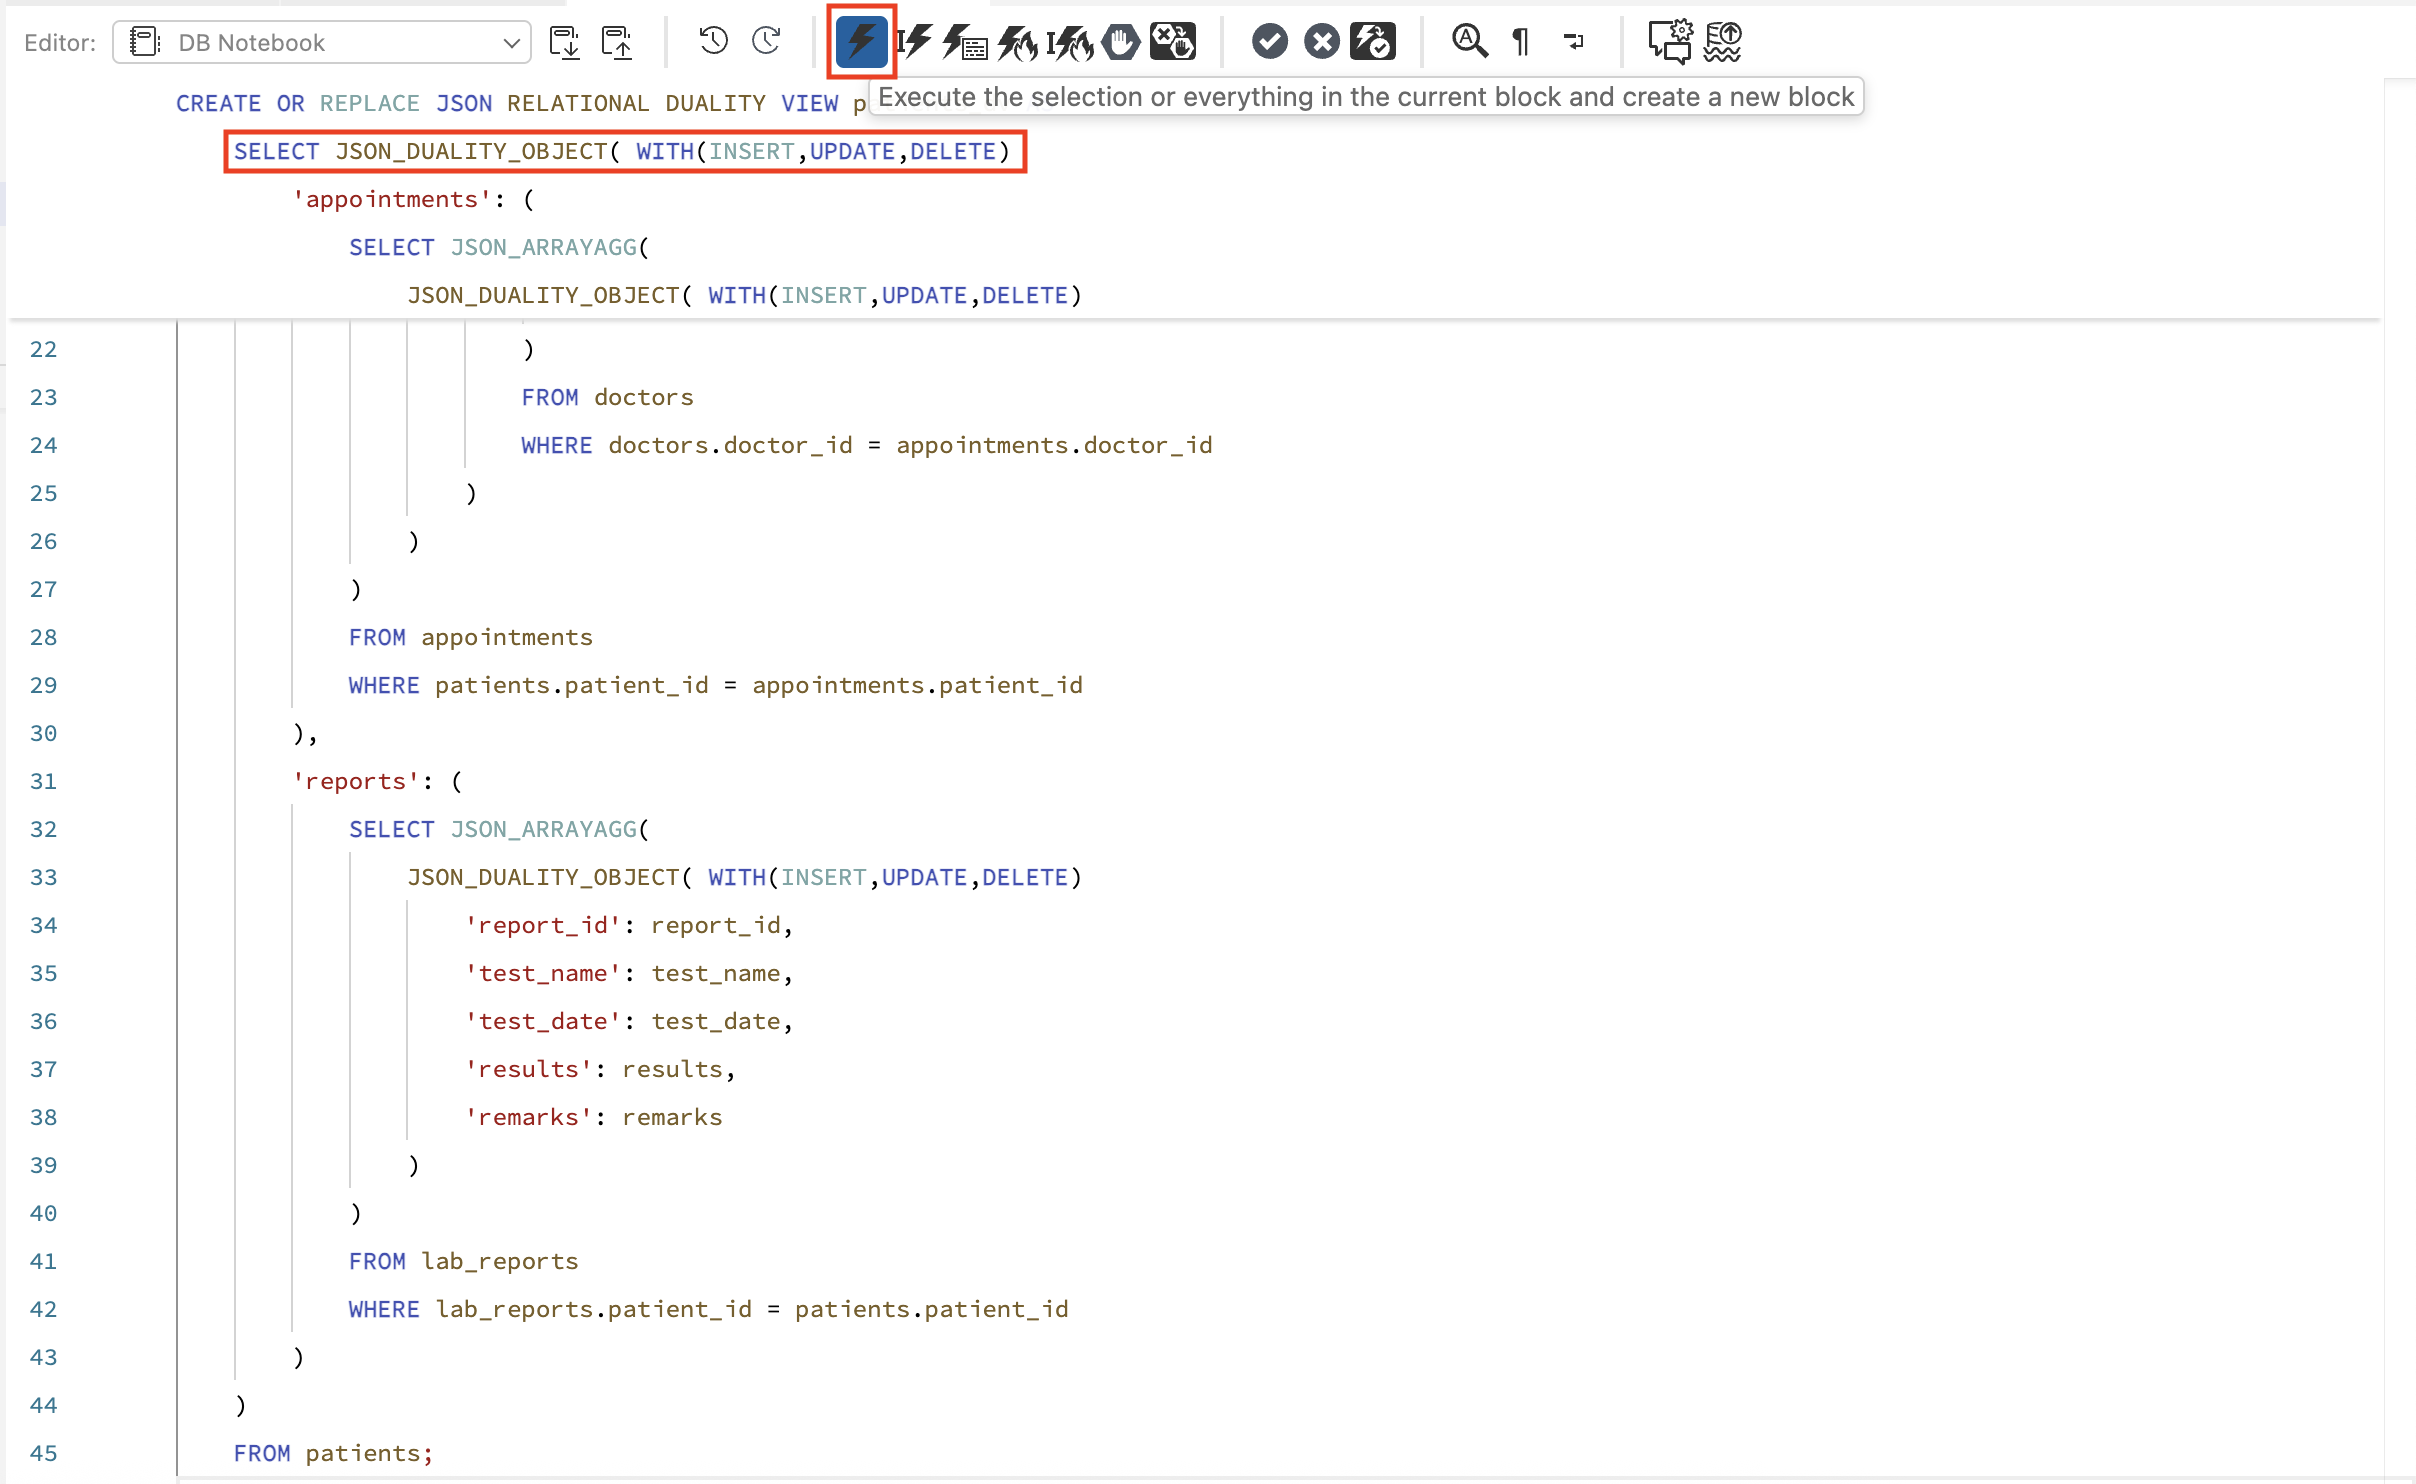 Editor: DB Notebook
CREATE OR REPLACE JSON RELATIONAL DUALITY VIEW p
Execute the selection or everything in the current block and create a new block
SELECT JSON_DUALITY_OBJECT( WITH(INSERT,UPDATE,DELETE)
'appointments': (
SELECT JSON_ARRAYAGG(
JSON_DUALITY_OBJECT( WITH(INSERT,UPDATE,DELETE)
22 )
23 FROM doctors
24 WHERE doctors.doctor_id = appointments.doctor_id
25 )
26 )
27 )
28 FROM appointments
29 WHERE patients.patient_id = appointments.patient_id
30 ),
31 'reports': (
32 SELECT JSON_ARRAYAGG(
33 JSON_DUALITY_OBJECT( WITH(INSERT,UPDATE,DELETE)
34 'report_id': report_id,
35 'test_name': test_name,
36 'test_date': test_date,
37 'results': results,
38 'remarks': remarks
39 )
40 )
41 FROM lab_reports
42 WHERE lab_reports.patient_id = patients.patient_id
43 )
44 )
45 FROM patients;